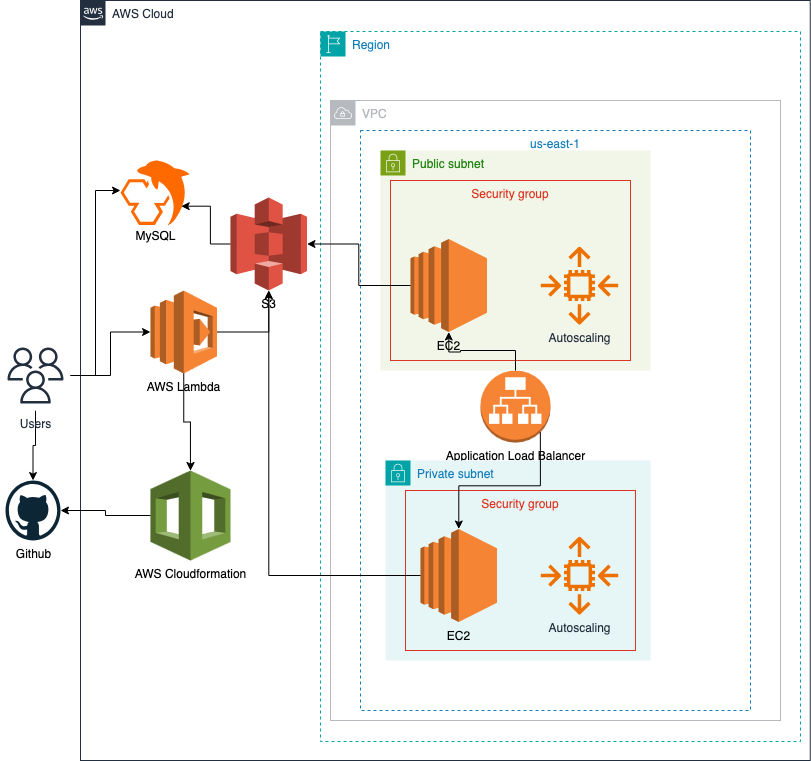 aws
AWS Cloud
Region
VPC
us-east-1
Public subnet
Security group
MySQL
S3
EC2
Autoscaling
AWS Lambda
Users
Application Load Balancer
Private subnet
Security group
Github
AWS Cloudformation
EC2
Autoscaling